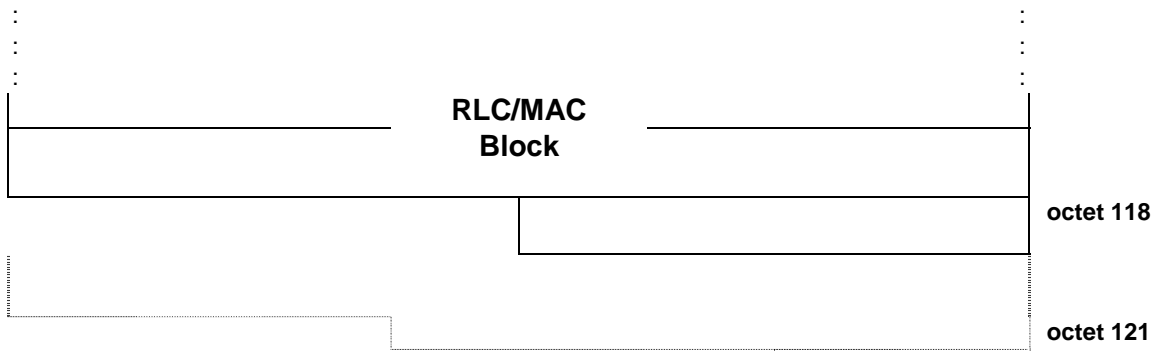 : :
: :
: :
RLC/MAC
Block
octet 118
octet 121